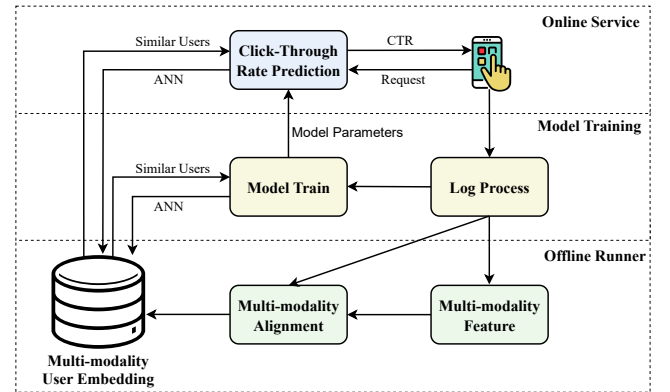 Online Service
Similar Users
Click-Through
Rate Prediction
CTR
ANN
Request
Model Parameters
Model Training
Similar Users
Model Train
Log Process
ANN
Offline Runner
Multi-modality
Alignment
Multi-modality
Feature
Multi-modality
User Embedding